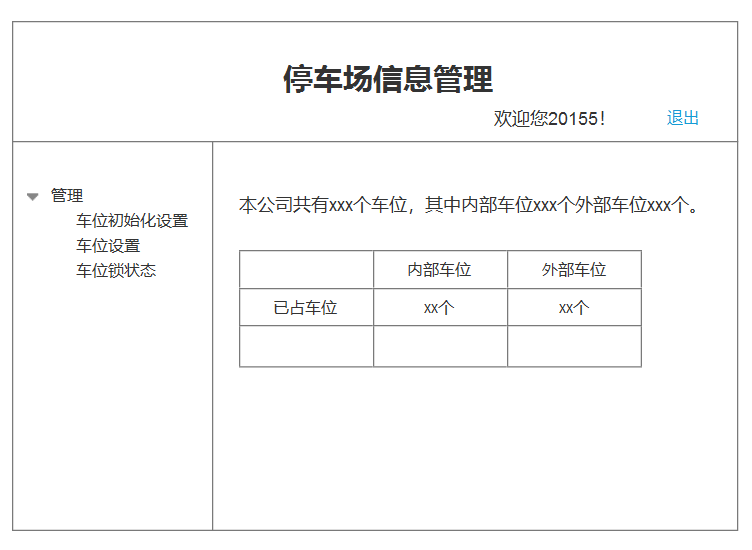 停车场信息管理
欢迎您20155！ 退出
管理
车位初始化设置
车位设置
车位锁状态
本公司共有xxx个车位，其中内部车位xxx个外部车位xxx个。
内部车位 外部车位
已占车位 xx个 xx个